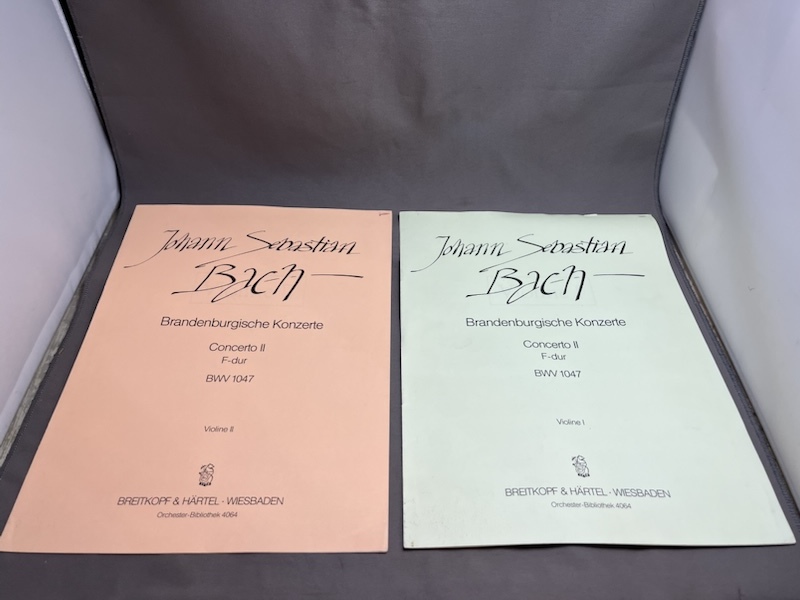 Johann Sebastian
Bach
Brandenburgische Konzerte
Concerto II
F-dur
BWV 1047
Violine II
BREITKOPF & HÄRTEL · WIESBADEN
Orchester-Bibliothek 4064
Johann Sebastian
Bach
Brandenburgische Konzerte
Concerto II
F-dur
BWV 1047
Violine I
BREITKOPF & HÄRTEL · WIESBADEN
Orchester-Bibliothek 4064